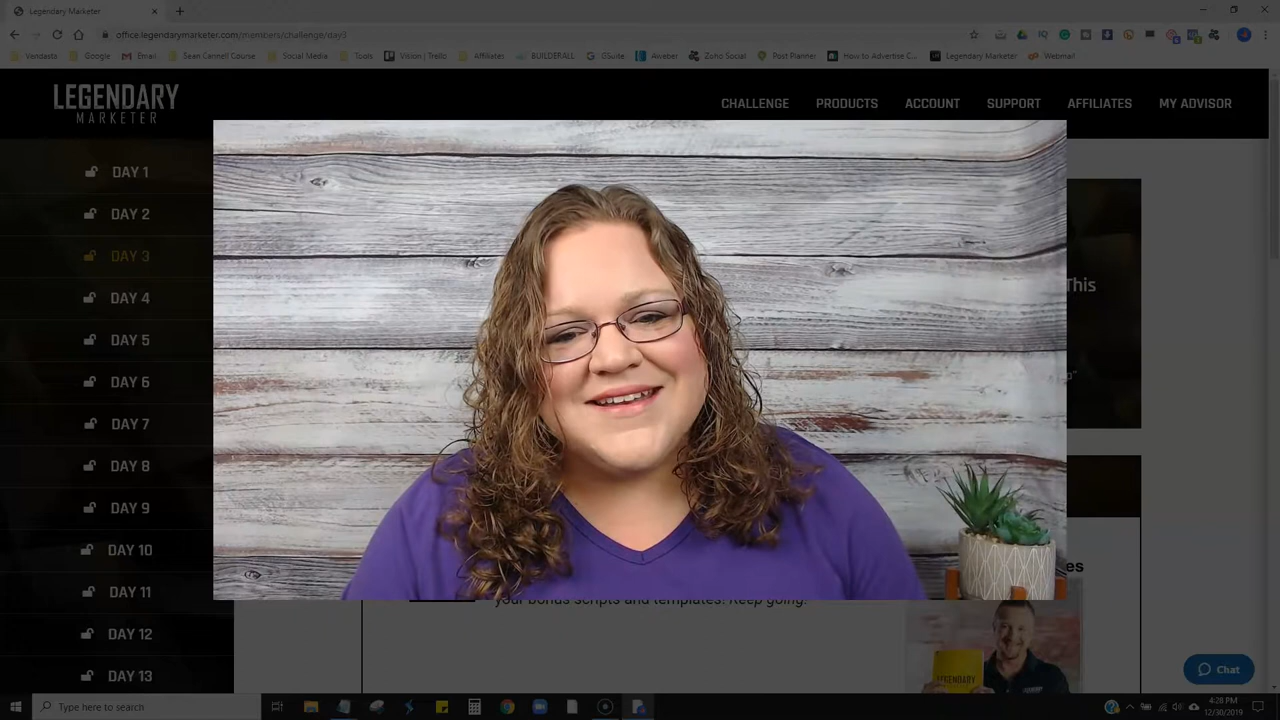 Legendary Marketer
office.legendarymarketer.com/members/challenge/day3
Vendasta
Google
Email
Sean Cannell Course
Social Media
Tools
Vision | Trello
Affiliates
BUILDERALL
GSuite
Aweber
Zoho Social
Post Planner
How to Advertise C...
Legendary Marketer
Webmail
LEGENDARY
MARKETER
CHALLENGE
PRODUCTS
ACCOUNT
SUPPORT
AFFILIATES
MY ADVISOR
DAY 1
DAY 2
DAY 3
DAY 4
DAY 5
DAY 6
DAY 7
DAY 8
DAY 9
DAY 10
DAY 11
DAY 12
DAY 13
This
your bonus scripts and templates! Keep going!
LEGENDARY
Chat
Type here to search
4:28 PM
12/30/2019